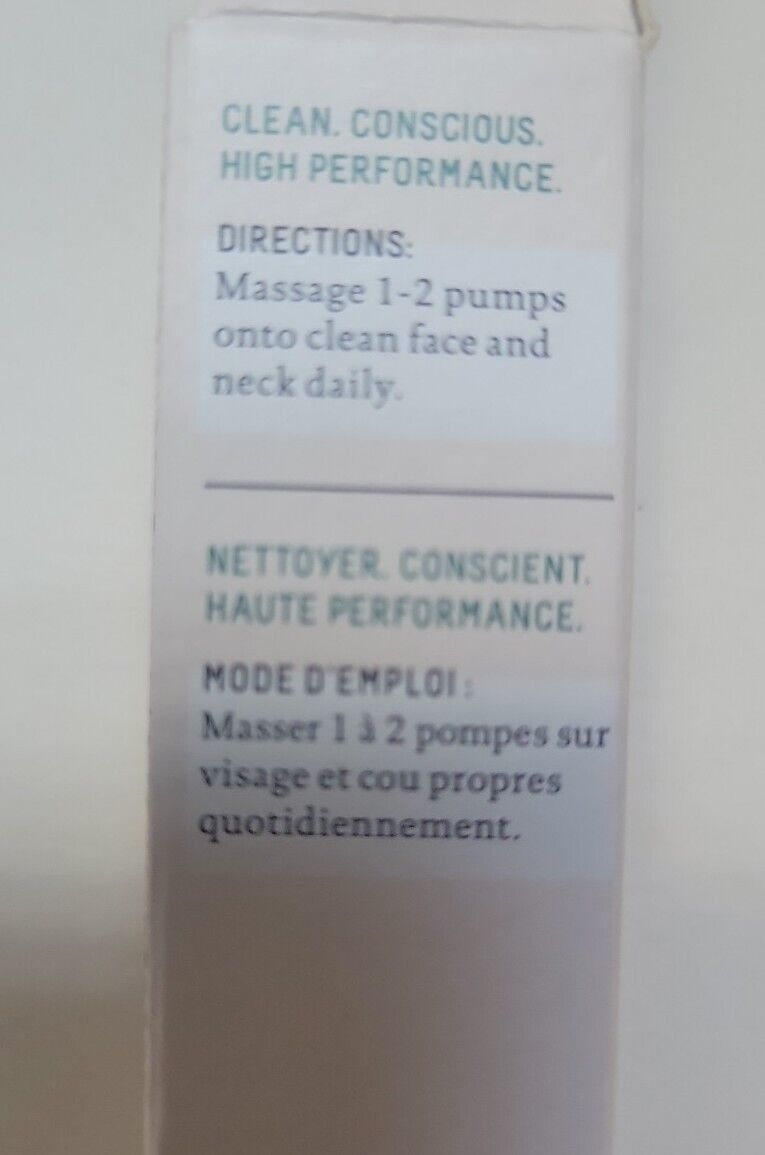 CLEAN. CONSCIOUS.
HIGH PERFORMANCE.
DIRECTIONS:
Massage 1-2 pumps
onto clean face and
neck daily.
NETTOYER. CONSCIENT.
HAUTE PERFORMANCE.
MODE D'EMPLOI :
Masser 1 à 2 pompes sur
visage et cou propres
quotidiennement.